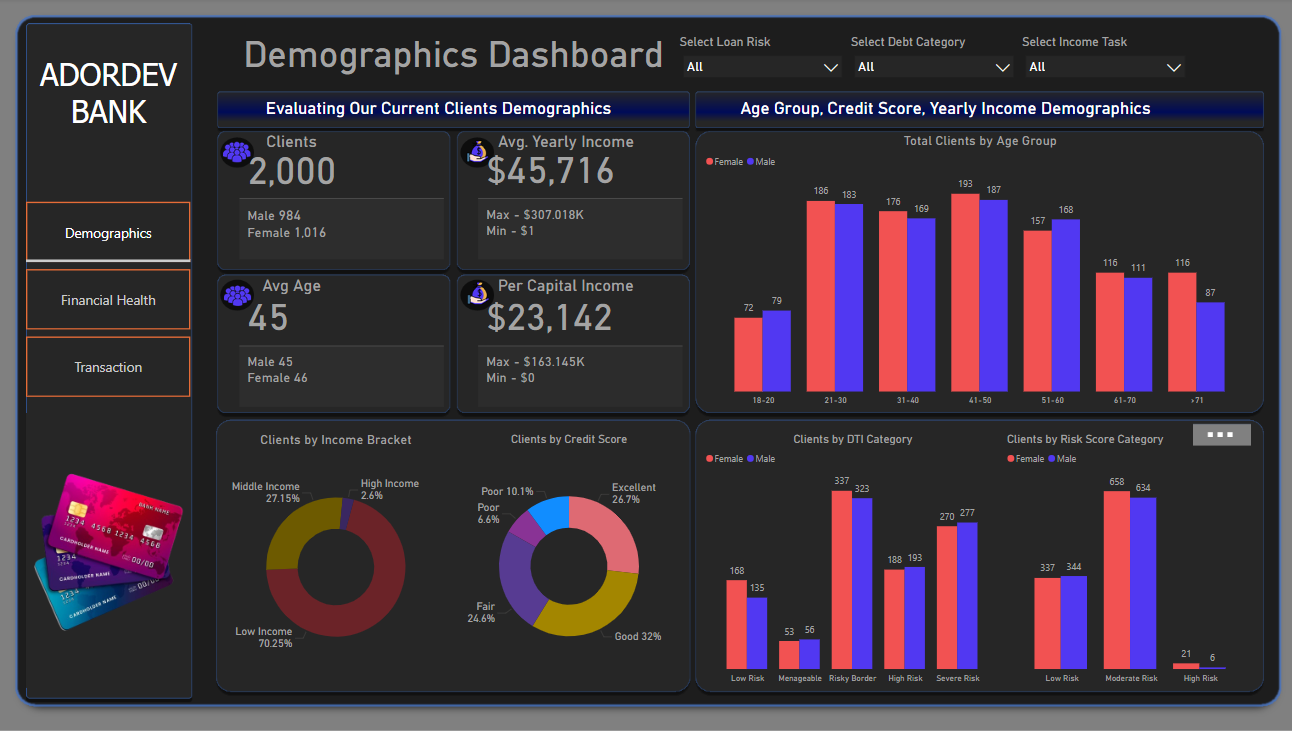 ADORDEV
BANK
Demographics
Financial Health
Transaction
BANK NAME
1234 4568 1234 4568
CARDHOLDER NAME
00/00
1234
CARDHOLDER NAME
00/00
1234
CARDHOLDER NAME
Demographics Dashboard
Select Loan Risk
All
Select Debt Category
All
Select Income Task
All
Evaluating Our Current Clients Demographics
Clients
2,000
Male 984
Female 1,016
Avg. Yearly Income
$45,716
Max - $307.018K
Min - $1
Avg Age
45
Male 45
Female 46
Per Capital Income
$23,142
Max - $163.145K
Min - $0
Age Group, Credit Score, Yearly Income Demographics
Total Clients by Age Group
Female Male
72 79 186 183 176 169 193 187 157 168 116 111 116 87
18-20 21-30 31-40 41-50 51-60 61-70 >71
Clients by Income Bracket
Middle Income
27.15%
High Income
2.6%
Low Income
70.25%
Clients by Credit Score
Poor 10.1%
Excellent
26.7%
Poor
6.6%
Fair
24.6%
Good 32%
Clients by DTI Category
Female Male
168 135 53 56 337 323 188 193 270 277
Low Risk Menageable Risky Border High Risk Severe Risk
Clients by Risk Score Category
Female Male
337 344 658 634 21 6
Low Risk Moderate Risk High Risk